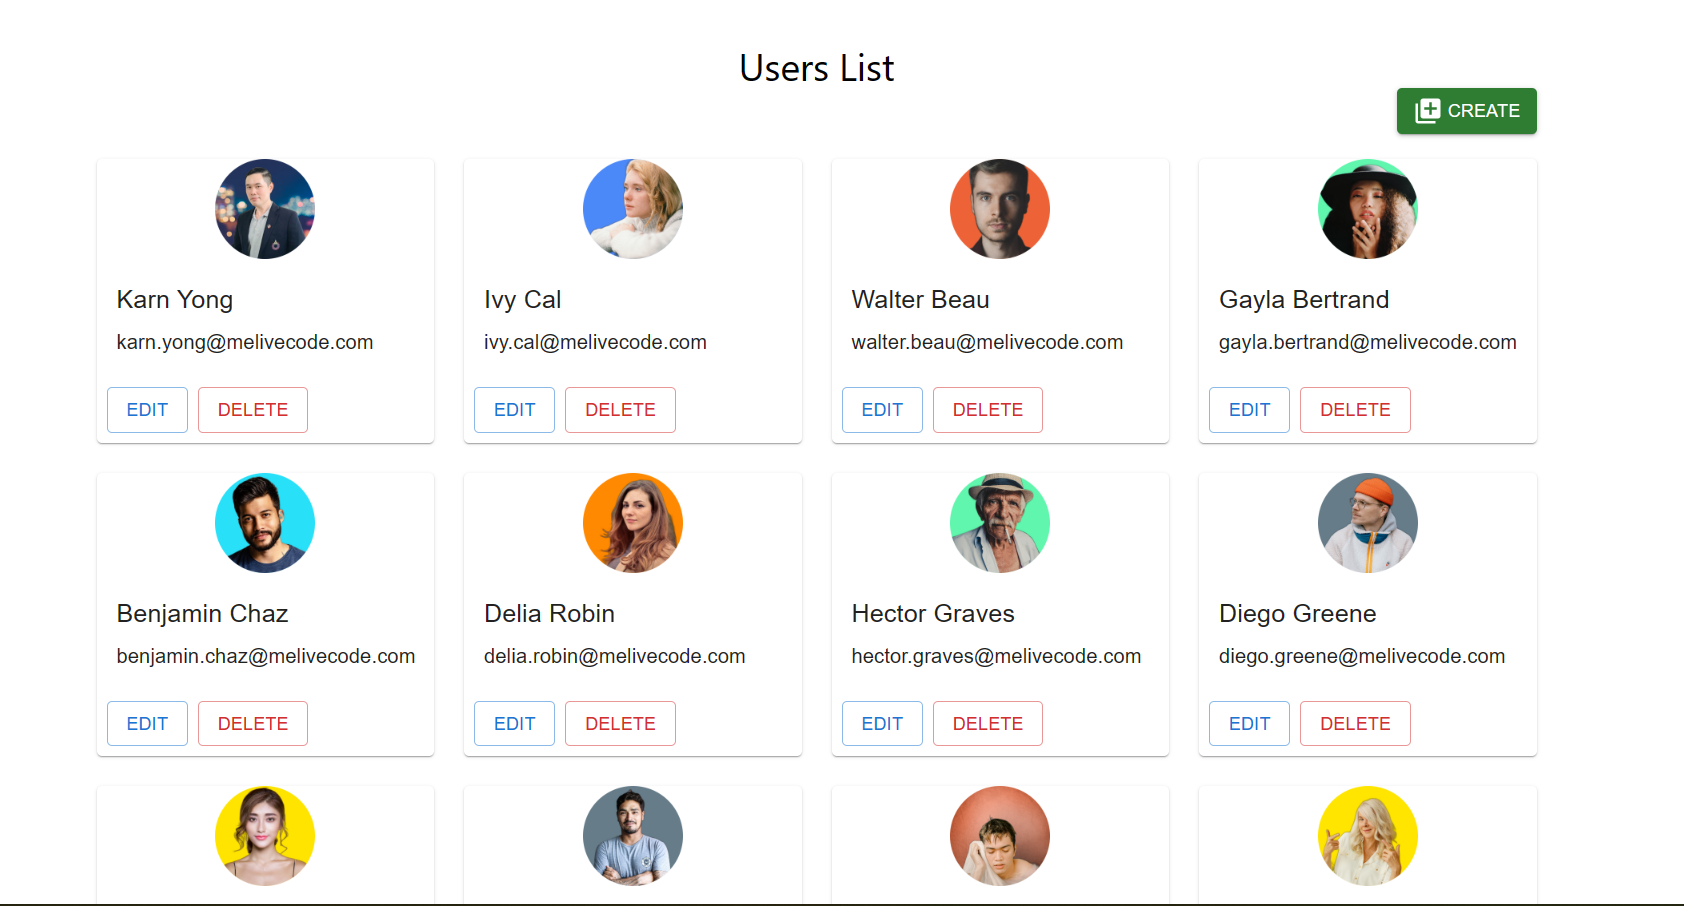 Users List
CREATE
Karn Yong
karn.yong@melivecode.com
EDIT DELETE
Ivy Cal
ivy.cal@melivecode.com
EDIT DELETE
Walter Beau
walter.beau@melivecode.com
EDIT DELETE
Gayla Bertrand
gayla.bertrand@melivecode.com
EDIT DELETE
Benjamin Chaz
benjamin.chaz@melivecode.com
EDIT DELETE
Delia Robin
delia.robin@melivecode.com
EDIT DELETE
Hector Graves
hector.graves@melivecode.com
EDIT DELETE
Diego Greene
diego.greene@melivecode.com
EDIT DELETE